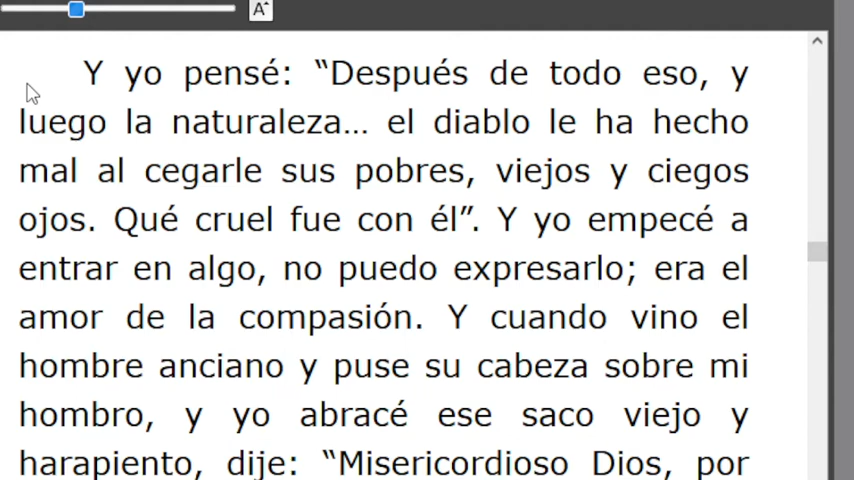 A
Y yo pensé: “Después de todo eso, y
luego la naturaleza... el diablo le ha hecho
mal al cegarle sus pobres, viejos y ciegos
ojos. Qué cruel fue con él”. Y yo empecé a
entrar en algo, no puedo expresarlo; era el
amor de la compasión. Y cuando vino el
hombre anciano y puse su cabeza sobre mi
hombro, y yo abracé ese saco viejo y
harapiento, dije: “Misericordioso Dios, por